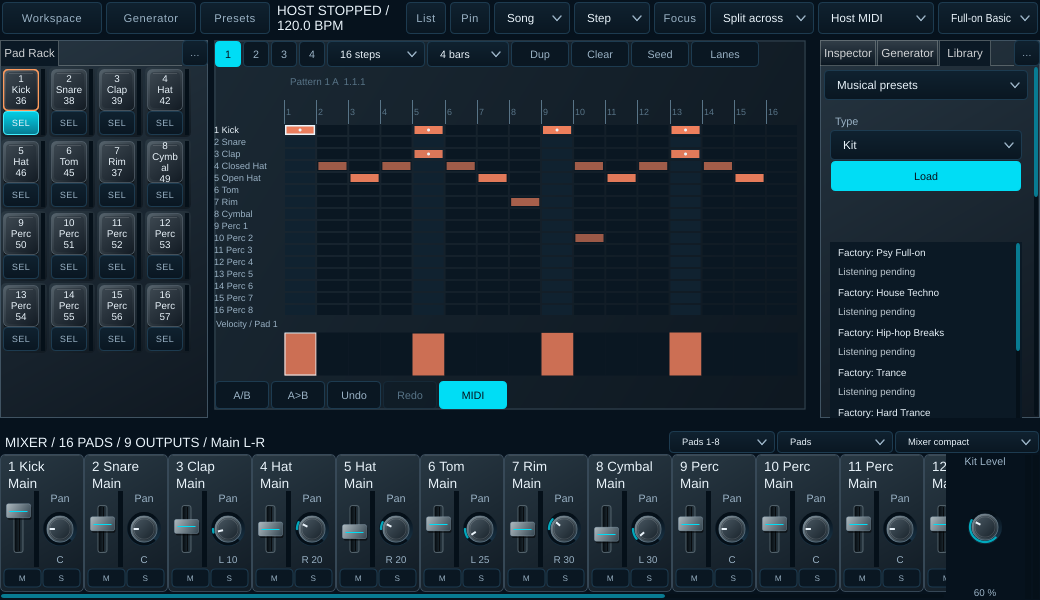 Workspace Generator Presets HOST STOPPED / 120.0 BPM List Pin Song Step Focus Split across Host MIDI Full-on Basic
Pad Rack ... 1 2 3 4 16 steps 4 bars Dup Clear Seed Lanes Inspector Generator Library ...
1 Kick 36 2 Snare 38 3 Clap 39 4 Hat 42
SEL SEL SEL SEL
5 Hat 46 6 Tom 45 7 Rim 37 8 Cymbal 49
SEL SEL SEL SEL
9 Perc 50 10 Perc 51 11 Perc 52 12 Perc 53
SEL SEL SEL SEL
13 Perc 54 14 Perc 55 15 Perc 56 16 Perc 57
SEL SEL SEL SEL
Pattern 1 A 1.1.1
1 2 3 4 5 6 7 8 9 10 11 12 13 14 15 16
1 Kick
2 Snare
3 Clap
4 Closed Hat
5 Open Hat
6 Tom
7 Rim
8 Cymbal
9 Perc 1
10 Perc 2
11 Perc 3
12 Perc 4
13 Perc 5
14 Perc 6
15 Perc 7
16 Perc 8
Velocity / Pad 1
A/B A>B Undo Redo MIDI
Musical presets
Type
Kit
Load
Factory: Psy Full-on
Listening pending
Factory: House Techno
Listening pending
Factory: Hip-hop Breaks
Listening pending
Factory: Trance
Listening pending
Factory: Hard Trance
MIXER / 16 PADS / 9 OUTPUTS / Main L-R Pads 1-8 Pads Mixer compact
1 Kick 2 Snare 3 Clap 4 Hat 5 Hat 6 Tom 7 Rim 8 Cymbal 9 Perc 10 Perc 11 Perc 12 Kit Level
Main Main Main Main Main Main Main Main Main Main Main Ma
Pan Pan Pan Pan Pan Pan Pan Pan Pan Pan Pan
C C L 10 R 20 R 20 L 25 R 30 L 30 C C C
M S M S M S M S M S M S M S M S M S M S M S M
60 %